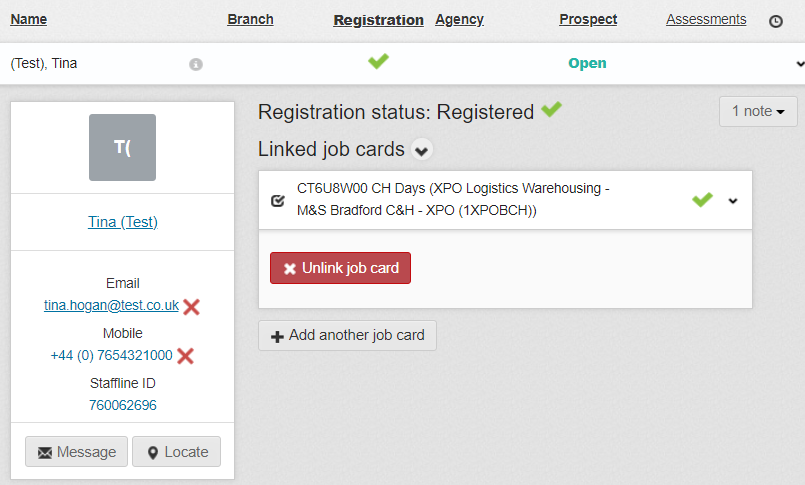 Name Branch Registration Agency Prospect Assessments
(Test), Tina Open
Registration status: Registered
1 note
T(
Tina (Test)
Email
tina.hogan@test.co.uk
Mobile
+44 (0) 7654321000
Staffline ID
760062696
Message Locate
Linked job cards
CT6U8W00 CH Days (XPO Logistics Warehousing -
M&S Bradford C&H - XPO (1XPOBCH))
Unlink job card
Add another job card